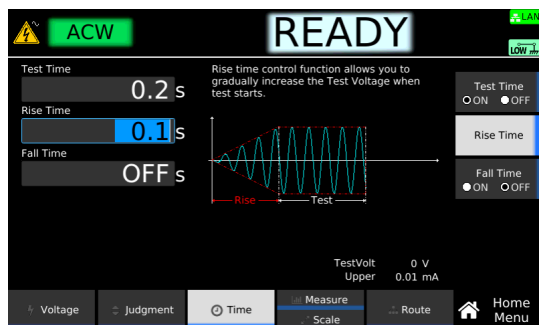 ACW
READY
LAN
LOW
Test Time
0.2 s
Rise Time
0.1 s
Fall Time
OFF s
Rise time control function allows you to
gradually increase the Test Voltage when
test starts.
Rise
Test
TestVolt 0 V
Upper 0.01 mA
Test Time
ON OFF
Rise Time
Fall Time
ON OFF
Voltage
Judgment
Time
Measure
Scale
Route
Home
Menu